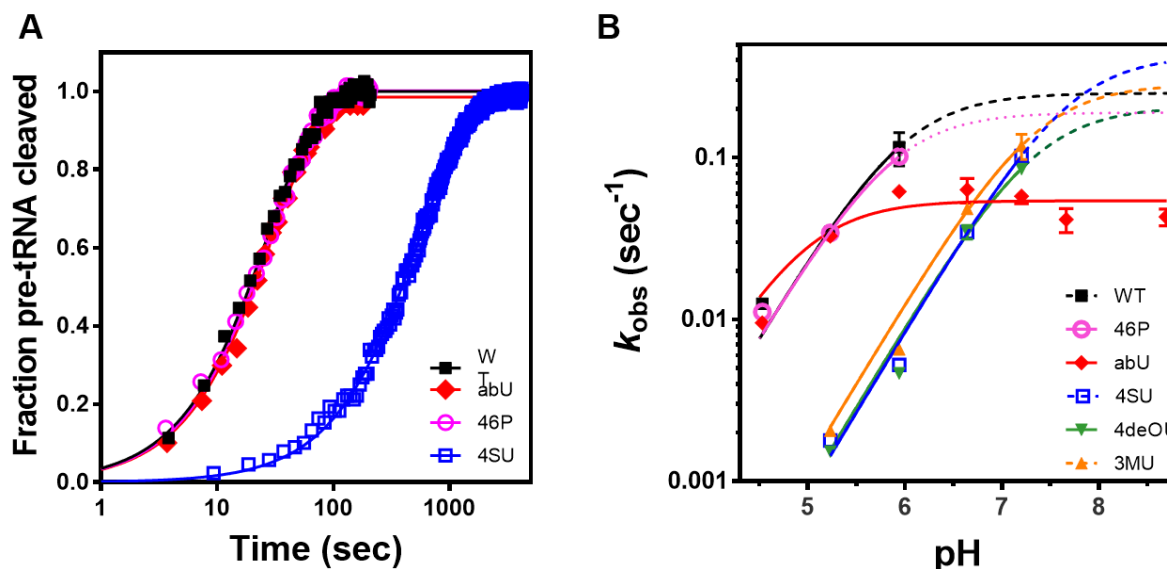 A
Fraction pre-tRNA cleaved
1.0
0.8
0.6
0.4
0.2
0.0
W
T
abU
46P
4SU
1
10
100
1000
Time (sec)
B
kobs (sec-1)
0.1
0.01
0.001
WT
46P
abU
4SU
4deOU
3MU
5
6
7
8
pH